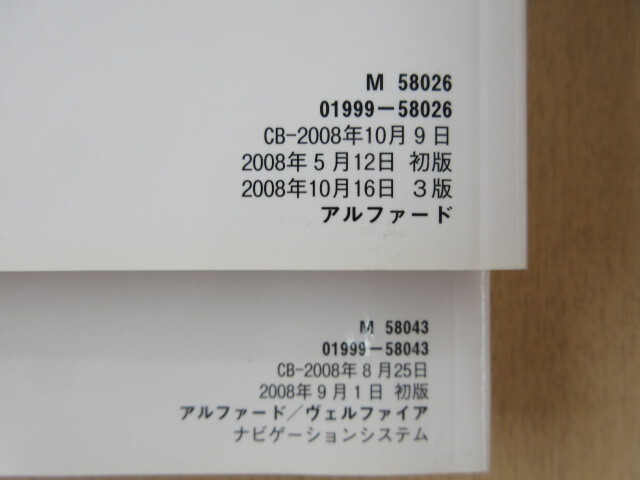 M 58026
01999-58026
CB-2008年10月9日
2008年5月12日 初版
2008年10月16日 3版
アルファード
M 58043
01999-58043
CB-2008年8月25日
2008年9月1日 初版
アルファード/ヴェルファイア
ナビゲーションシステム